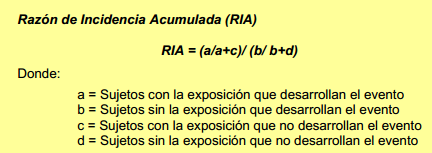 Razón de Incidencia Acumulada (RIA)
RIA = (a/a+c)/ (b/ b+d)
Donde:
a = Sujetos con la exposición que desarrollan el evento
b = Sujetos sin la exposición que desarrollan el evento
c = Sujetos con la exposición que no desarrollan el evento
d = Sujetos sin la exposición que no desarrollan el evento